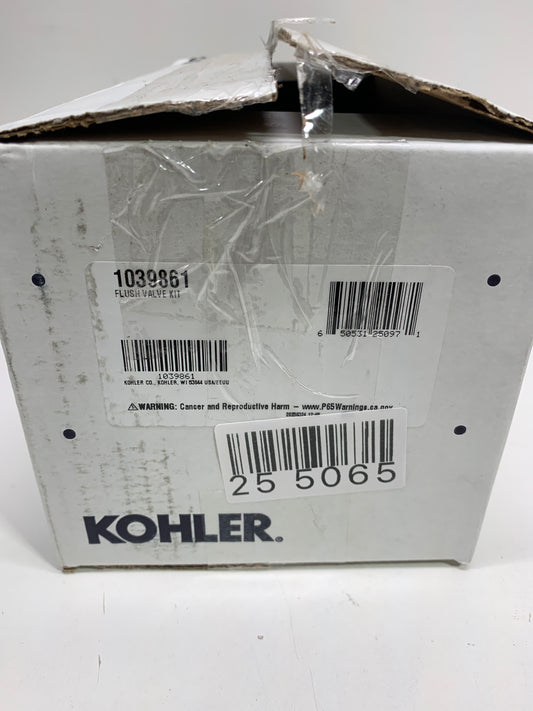 1039861
FLUSH VALVE KIT
6 50531 25097 1
1039861
KOHLER CO., KOHLER, WI 53044 USA/EEUU
⚠WARNING: Cancer and Reproductive Harm – www.P65Warnings.ca.gov
25 5065
KOHLER®